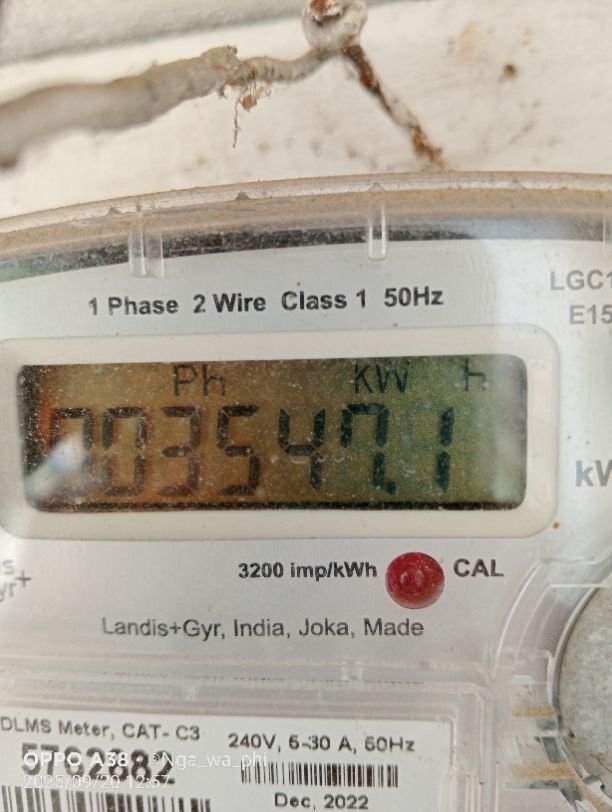 1 Phase 2 Wire Class 1 50Hz
LGC1
E15
Ph kW h
003547.1
kW
3200 imp/kWh CAL
Landis+Gyr, India, Joka, Made
DLMS Meter, CAT- C3
240V, 5-30 A, 50Hz
Dec, 2022
OPPO A38 · @Nga_wa_phi
2025/09/20 12:57